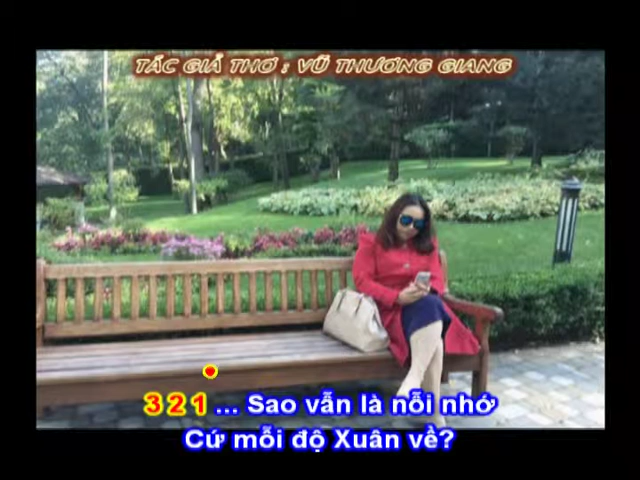 TÁC GIẢ THƠ : VŨ THƯƠNG GIANG
3 2 1 ... Sao vẫn là nỗi nhớ
Cứ mỗi độ Xuân về?